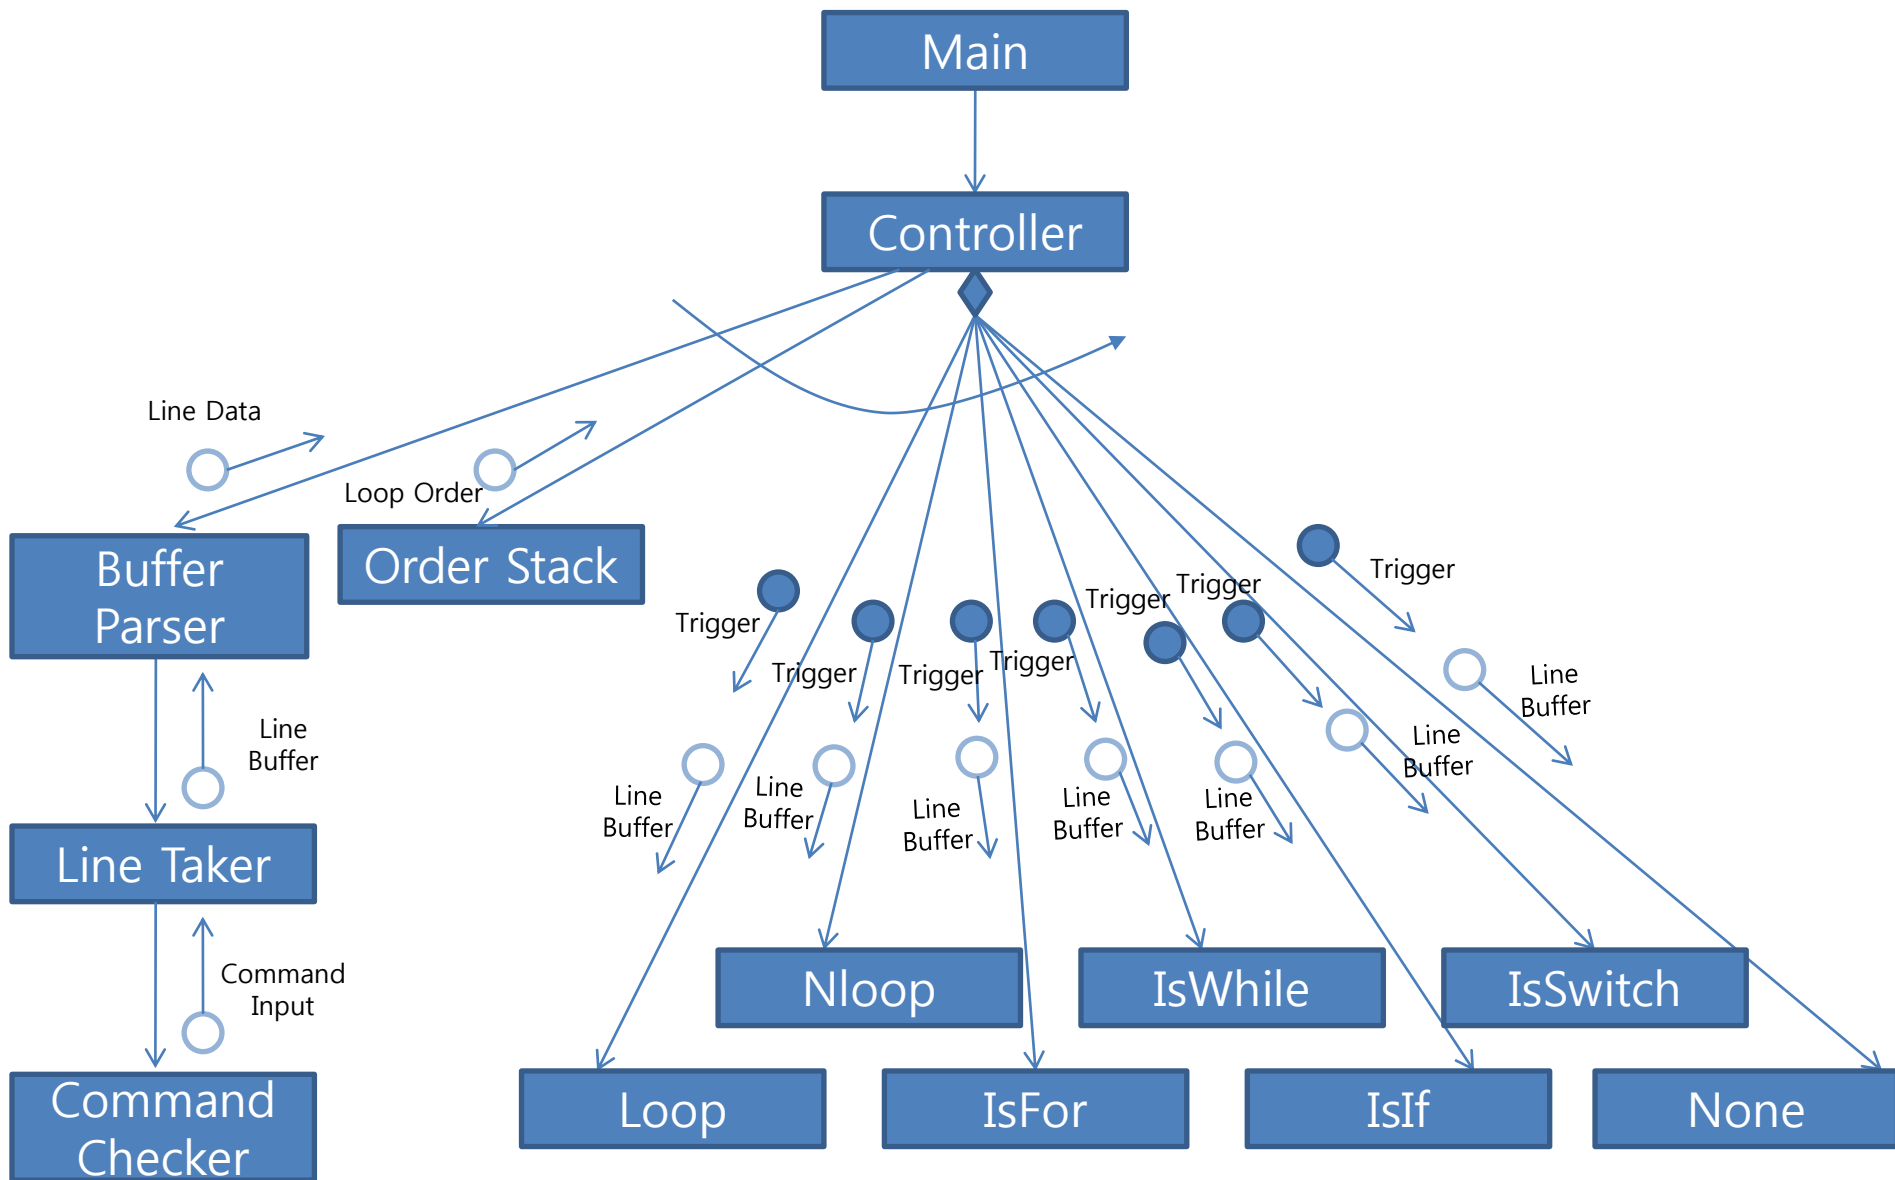 Main
Controller
Line Data
Loop Order
Buffer
Parser
Order Stack
Trigger
Trigger
Trigger
Trigger
Trigger
Trigger
Trigger
Line
Buffer
Line
Buffer
Line
Buffer
Line
Buffer
Line
Buffer
Line
Buffer
Line
Buffer
Line
Buffer
Line Taker
Command
Input
Command
Checker
Nloop
IsWhile
IsSwitch
Loop
IsFor
IsIf
None